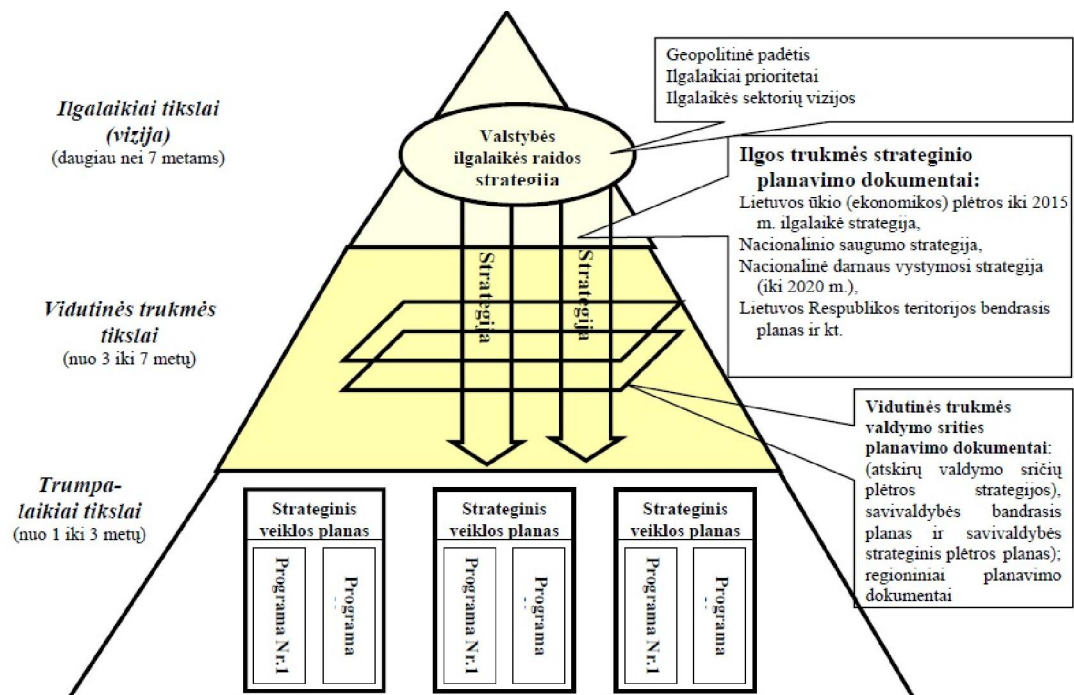 Ilgalaikiai tikslai
(vizija)
(daugiau nei 7 metams)
Vidutinės trukmės
tikslai
(nuo 3 iki 7 metų)
Trumpa-
laikiai tikslai
(nuo 1 iki 3 metų)
Valstybės
ilgalaikės raidos
strategija
Strategija
Strategija
Geopolitinė padėtis
Ilgalaikiai prioritetai
Ilgalaikės sektorių vizijos
Ilgos trukmės strateginio
planavimo dokumentai:
Lietuvos ūkio (ekonomikos) plėtros iki 2015
m. ilgalaikė strategija,
Nacionalinio saugumo strategija,
Nacionalinė darnaus vystymosi strategija
(iki 2020 m.),
Lietuvos Respublikos teritorijos bendrasis
planas ir kt.
Vidutinės trukmės
valdymo srities
planavimo dokumentai:
(atskirų valdymo sričių
plėtros strategijos),
savivaldybės bandrasis
planas ir savivaldybės
strateginis plėtros planas);
regioniniai planavimo
dokumentai
Strateginis
veiklos planas
Programa Nr.1
Programa
Strateginis
veiklos planas
Programa Nr.1
Programa
Strateginis
veiklos planas
Programa Nr.1
Programa